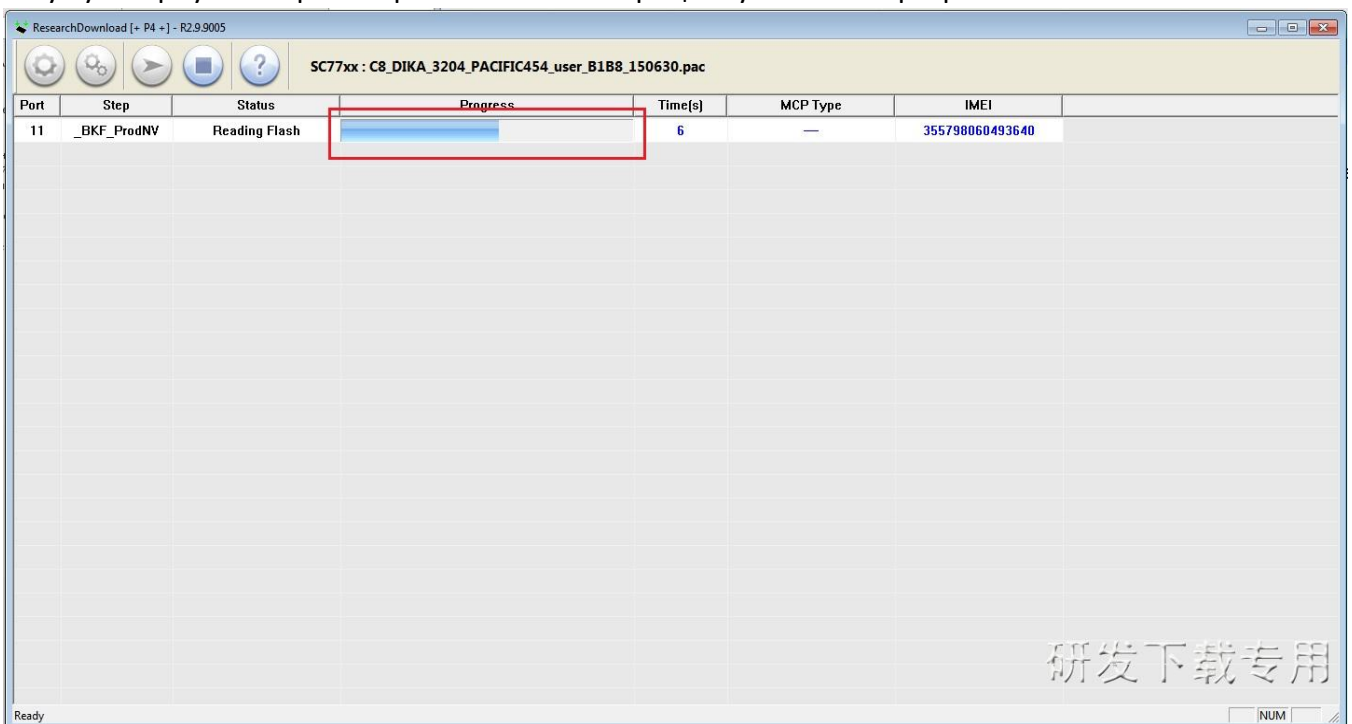 ResearchDownload [+ P4 +] - R2.9.9005
SC77xx : C8_DIKA_3204_PACIFIC454_user_B1B8_150630.pac
Port Step Status Progress Time(s) MCP Type IMEI
11 _BKF_ProdNV Reading Flash 6 — 355798060493640
研发下载专用
Ready NUM